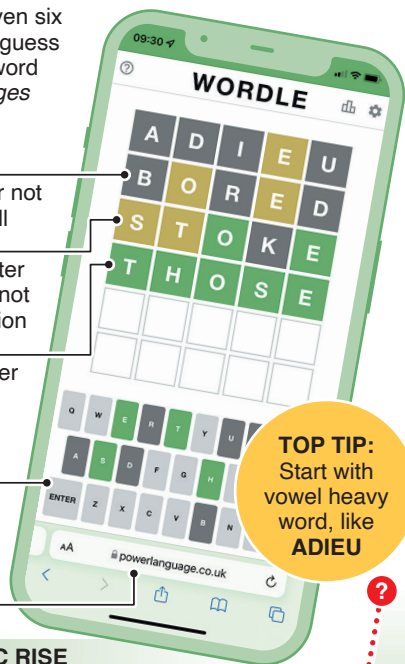 ven six
guess
word
ges
r not
ll
ter
not
ion
er
09:30
WORDLE
A D I E U
B O R E D
S T O K E
T H O S E
Q W E R T Y U
A S D F G H
ENTER Z X C V B N
AA powerlanguage.co.uk
TOP TIP:
Start with
vowel heavy
word, like
ADIEU
?
C RISE